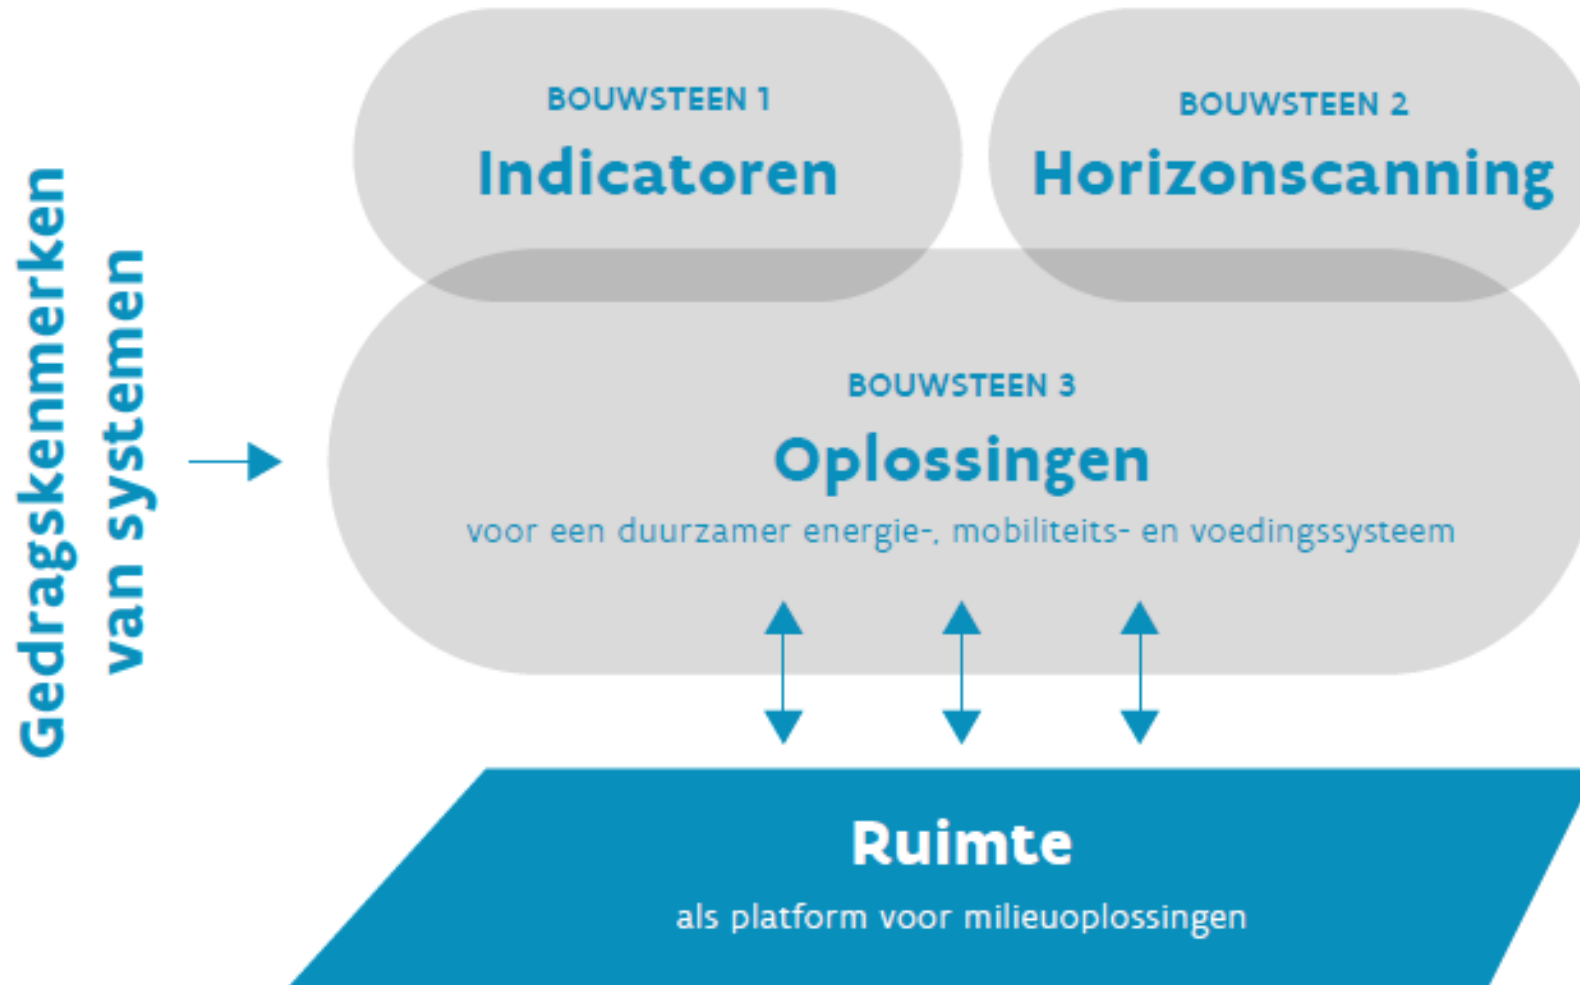 Gedragskenmerken
van systemen
BOUWSTEEN 1
Indicatoren
BOUWSTEEN 2
Horizonscanning
BOUWSTEEN 3
Oplossingen
voor een duurzamer energie-, mobiliteits- en voedingssysteem
Ruimte
als platform voor milieuoplossingen